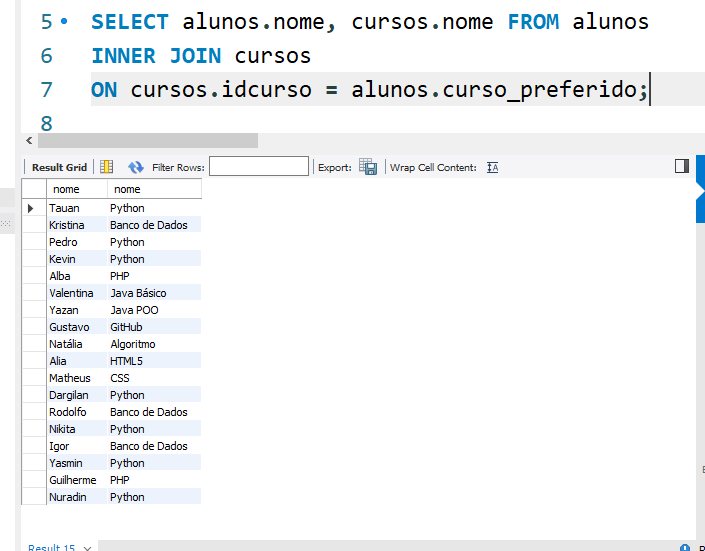 5 SELECT alunos.nome, cursos.nome FROM alunos
6 INNER JOIN cursos
7 ON cursos.idcurso = alunos.curso_preferido;
8
Result Grid Filter Rows: Export: Wrap Cell Content:
nome nome
Tauan Python
Kristina Banco de Dados
Pedro Python
Kevin Python
Alba PHP
Valentina Java Básico
Yazan Java POO
Gustavo GitHub
Natália Algoritmo
Alia HTML5
Matheus CSS
Dargilan Python
Rodolfo Banco de Dados
Nikita Python
Igor Banco de Dados
Yasmin Python
Guilherme PHP
Nuradin Python
Result 15